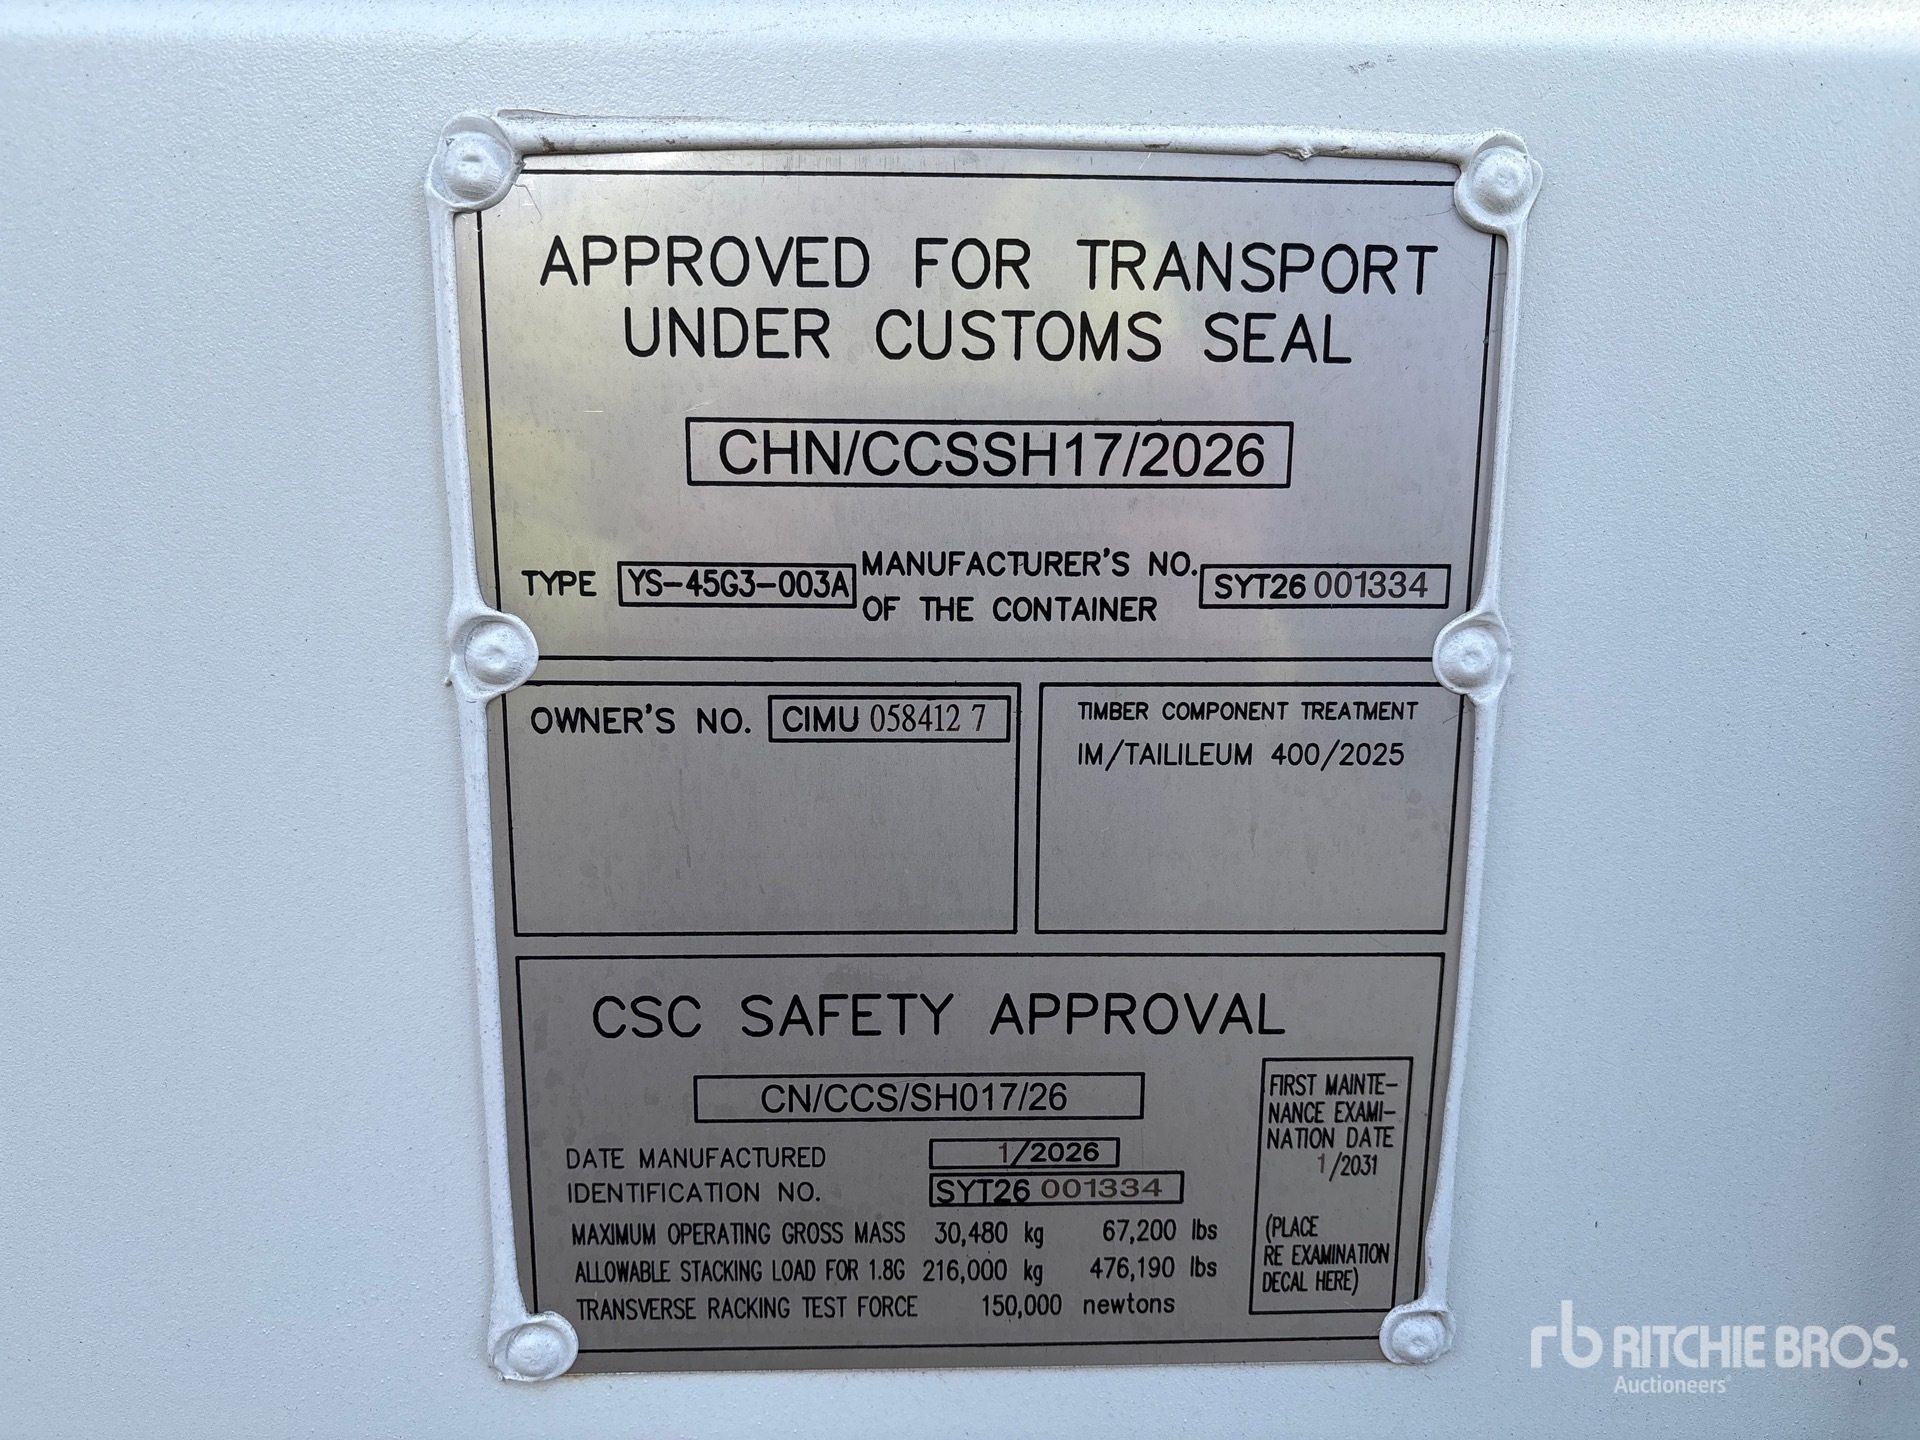 APPROVED FOR TRANSPORT
UNDER CUSTOMS SEAL
CHN/CCSSH17/2026
TYPE YS-45G3-003A MANUFACTURER'S NO. OF THE CONTAINER SYT26 001334
OWNER'S NO. CIMU 058412 7
TIMBER COMPONENT TREATMENT
IM/TAILILEUM 400/2025
CSC SAFETY APPROVAL
CN/CCS/SH017/26
DATE MANUFACTURED 1/2026
IDENTIFICATION NO. SYT26 001334
MAXIMUM OPERATING GROSS MASS 30,480 kg 67,200 lbs
ALLOWABLE STACKING LOAD FOR 1.8G 216,000 kg 476,190 lbs
TRANSVERSE RACKING TEST FORCE 150,000 newtons
FIRST MAINTE-
NANCE EXAMI-
NATION DATE
1/2031
(PLACE
RE EXAMINATION
DECAL HERE)
rb RITCHIE BROS.
Auctioneers